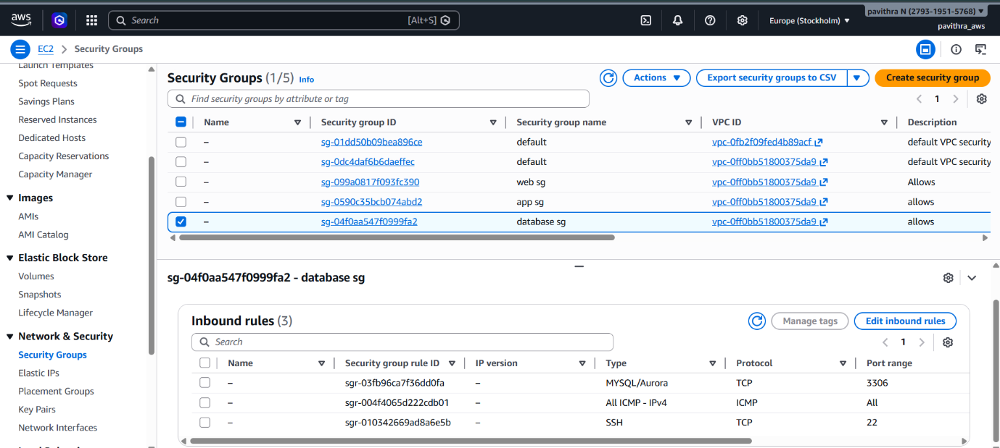 aws
Search [Alt+S]
Europe (Stockholm)
pavithra N (2793-1951-5768)
pavithra_aws
EC2 Security Groups
Launch Templates
Spot Requests
Savings Plans
Reserved Instances
Dedicated Hosts
Capacity Reservations
Capacity Manager
Images
AMIs
AMI Catalog
Elastic Block Store
Volumes
Snapshots
Lifecycle Manager
Network & Security
Security Groups
Elastic IPs
Placement Groups
Key Pairs
Network Interfaces
Security Groups (1/5) Info
Actions
Export security groups to CSV
Create security group
Find security groups by attribute or tag
1
Name Security group ID Security group name VPC ID Description
– sg-01dd50b09bea896ce default vpc-0fb2f09fed4b89acf default VPC security
– sg-0dc4daf6b6daeffec default vpc-0ff0bb51800375da9 default VPC security
– sg-099a0817f093fc390 web sg vpc-0ff0bb51800375da9 Allows
– sg-0590c35bcb074abd2 app sg vpc-0ff0bb51800375da9 allows
– sg-04f0aa547f0999fa2 database sg vpc-0ff0bb51800375da9 allows
sg-04f0aa547f0999fa2 - database sg
Inbound rules (3)
Manage tags
Edit inbound rules
Search
1
Name Security group rule ID IP version Type Protocol Port range
– sgr-03fb96ca7f36dd0fa – MYSQL/Aurora TCP 3306
– sgr-004f4065d222cdb01 – All ICMP - IPv4 ICMP All
– sgr-010342669ad8a6e5b – SSH TCP 22